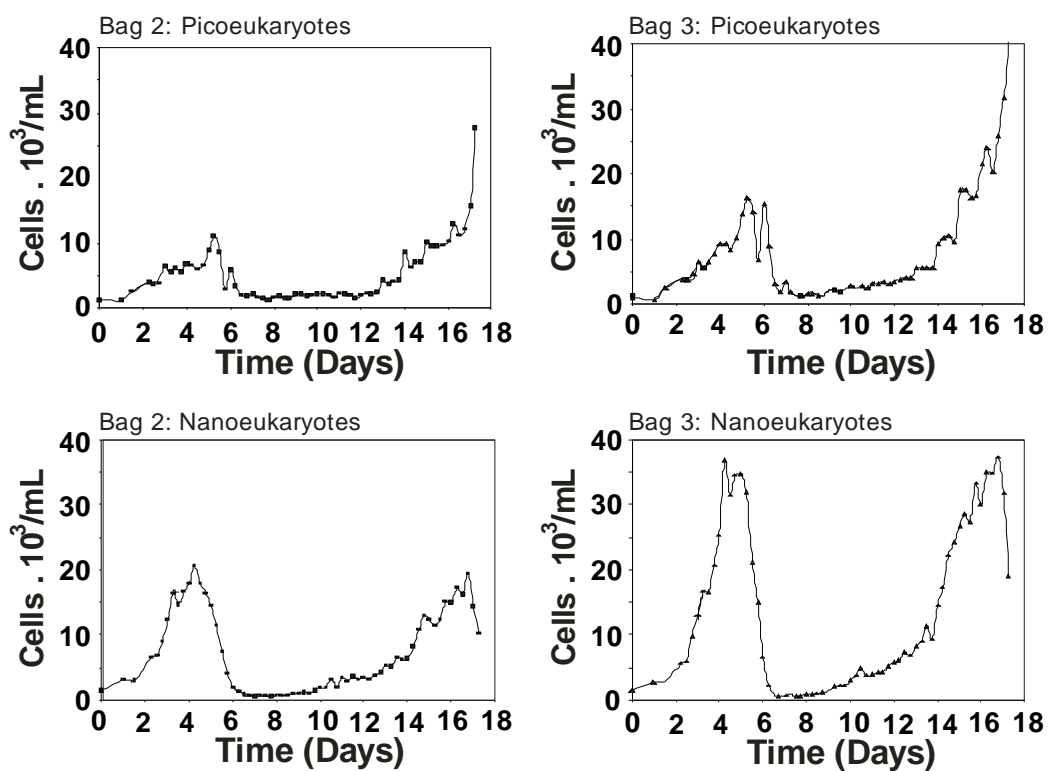 Bag 2: Picoeukaryotes
Cells . 10³/mL
40
30
20
10
0
0 2 4 6 8 10 12 14 16 18
Time (Days)
Bag 3: Picoeukaryotes
Cells . 10³/mL
40
30
20
10
0
0 2 4 6 8 10 12 14 16 18
Time (Days)
Bag 2: Nanoeukaryotes
Cells . 10³/mL
40
30
20
10
0
0 2 4 6 8 10 12 14 16 18
Time (Days)
Bag 3: Nanoeukaryotes
Cells . 10³/mL
40
30
20
10
0
0 2 4 6 8 10 12 14 16 18
Time (Days)